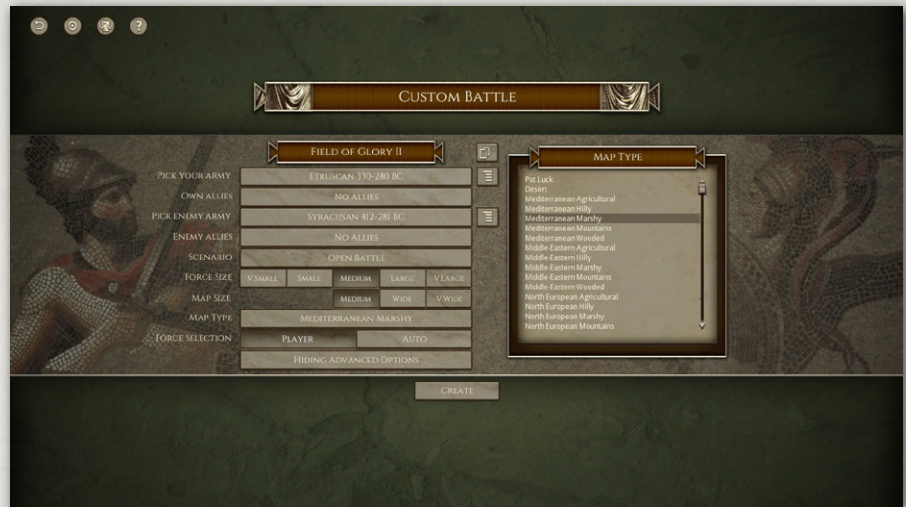 ?
Custom Battle
Field of Glory II
Pick your army Etruscan 330-280 BC
Own allies No Allies
Pick enemy army Syracusan 412-281 BC
Enemy allies No Allies
Scenario Open Battle
Force Size V.Small Small Medium Large V.Large
Map Size Medium Wide V.Wide
Map Type Mediterranean Marshy
Force Selection Player Auto
Hiding Advanced Options
Map Type
Pot Luck
Desert
Mediterranean Agricultural
Mediterranean Hilly
Mediterranean Marshy
Mediterranean Mountains
Mediterranean Wooded
Middle-Eastern Agricultural
Middle-Eastern Hilly
Middle-Eastern Marshy
Middle-Eastern Mountains
Middle-Eastern Wooded
North European Agricultural
North European Hilly
North European Marshy
North European Mountains
Create